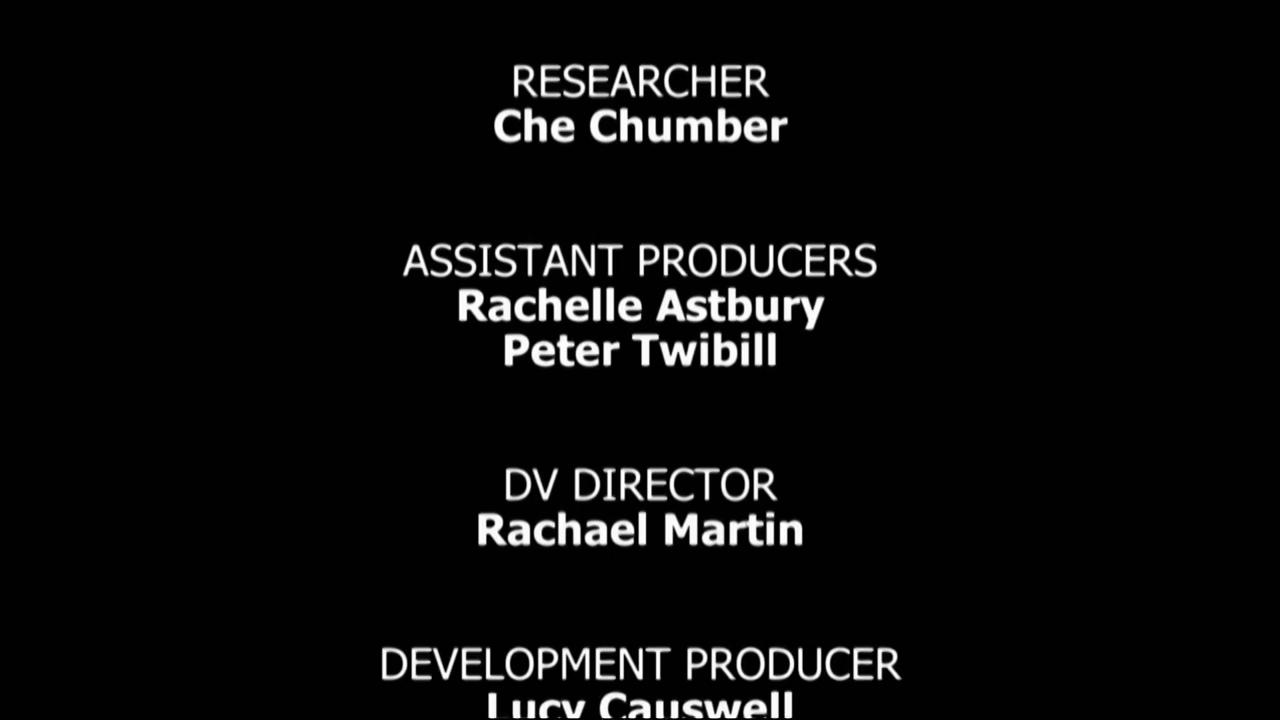 RESEARCHER
Che Chumber
ASSISTANT PRODUCERS
Rachelle Astbury
Peter Twibill
DV DIRECTOR
Rachael Martin
DEVELOPMENT PRODUCER
Lucy Causwell